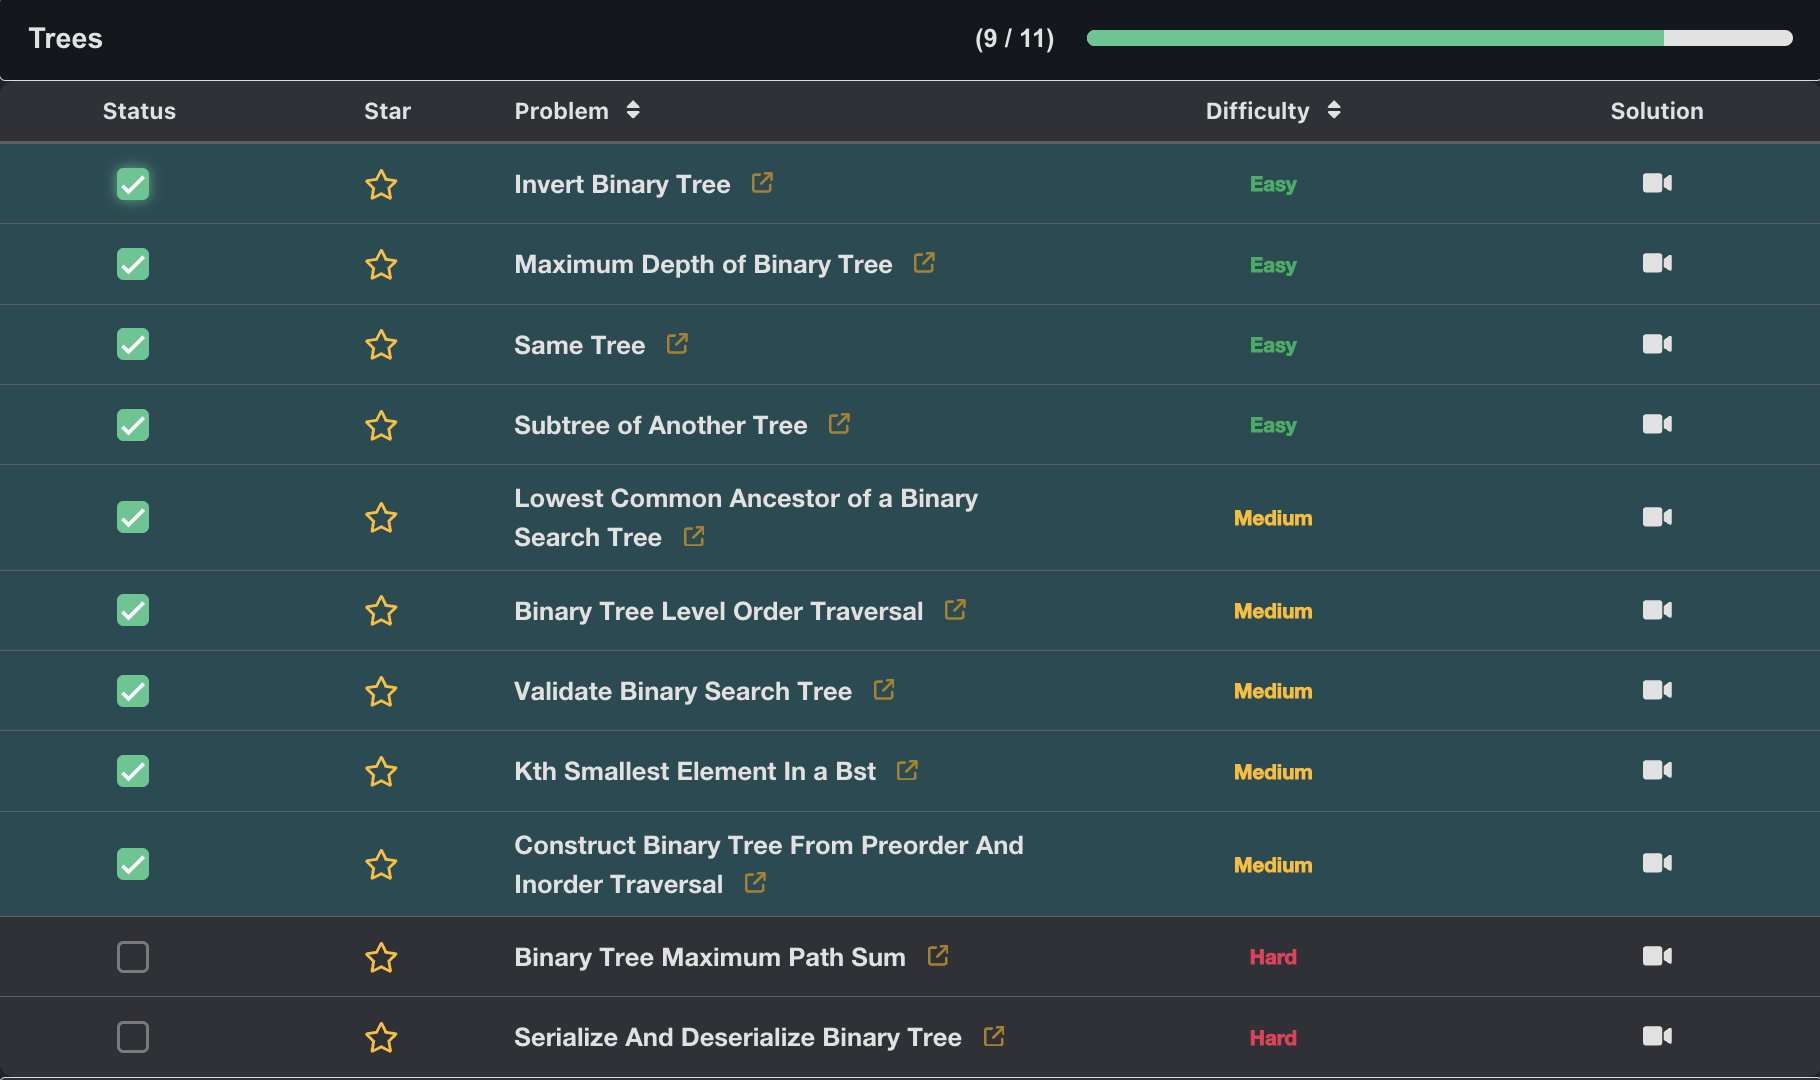 Trees (9 / 11)
Status Star Problem Difficulty Solution
Invert Binary Tree Easy
Maximum Depth of Binary Tree Easy
Same Tree Easy
Subtree of Another Tree Easy
Lowest Common Ancestor of a Binary
Search Tree Medium
Binary Tree Level Order Traversal Medium
Validate Binary Search Tree Medium
Kth Smallest Element In a Bst Medium
Construct Binary Tree From Preorder And
Inorder Traversal Medium
Binary Tree Maximum Path Sum Hard
Serialize And Deserialize Binary Tree Hard